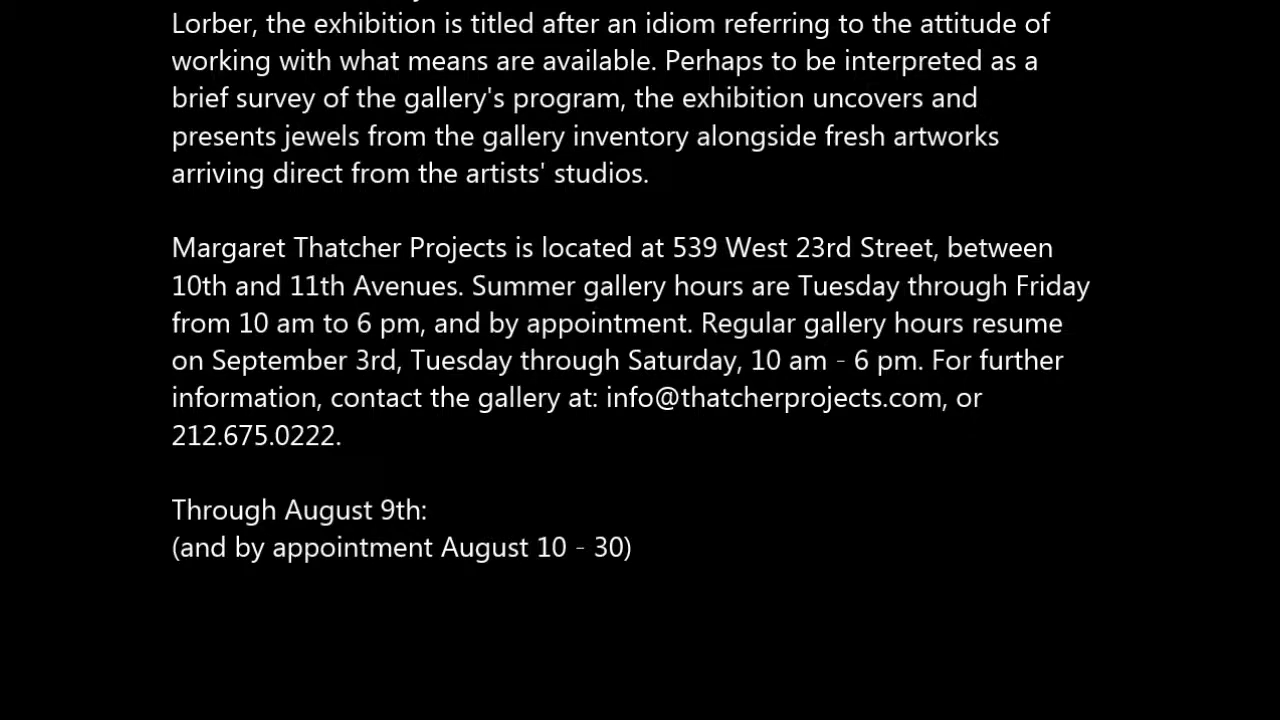 Lorber, the exhibition is titled after an idiom referring to the attitude of
working with what means are available. Perhaps to be interpreted as a
brief survey of the gallery's program, the exhibition uncovers and
presents jewels from the gallery inventory alongside fresh artworks
arriving direct from the artists' studios.
Margaret Thatcher Projects is located at 539 West 23rd Street, between
10th and 11th Avenues. Summer gallery hours are Tuesday through Friday
from 10 am to 6 pm, and by appointment. Regular gallery hours resume
on September 3rd, Tuesday through Saturday, 10 am - 6 pm. For further
information, contact the gallery at: info@thatcherprojects.com, or
212.675.0222.
Through August 9th:
(and by appointment August 10 - 30)